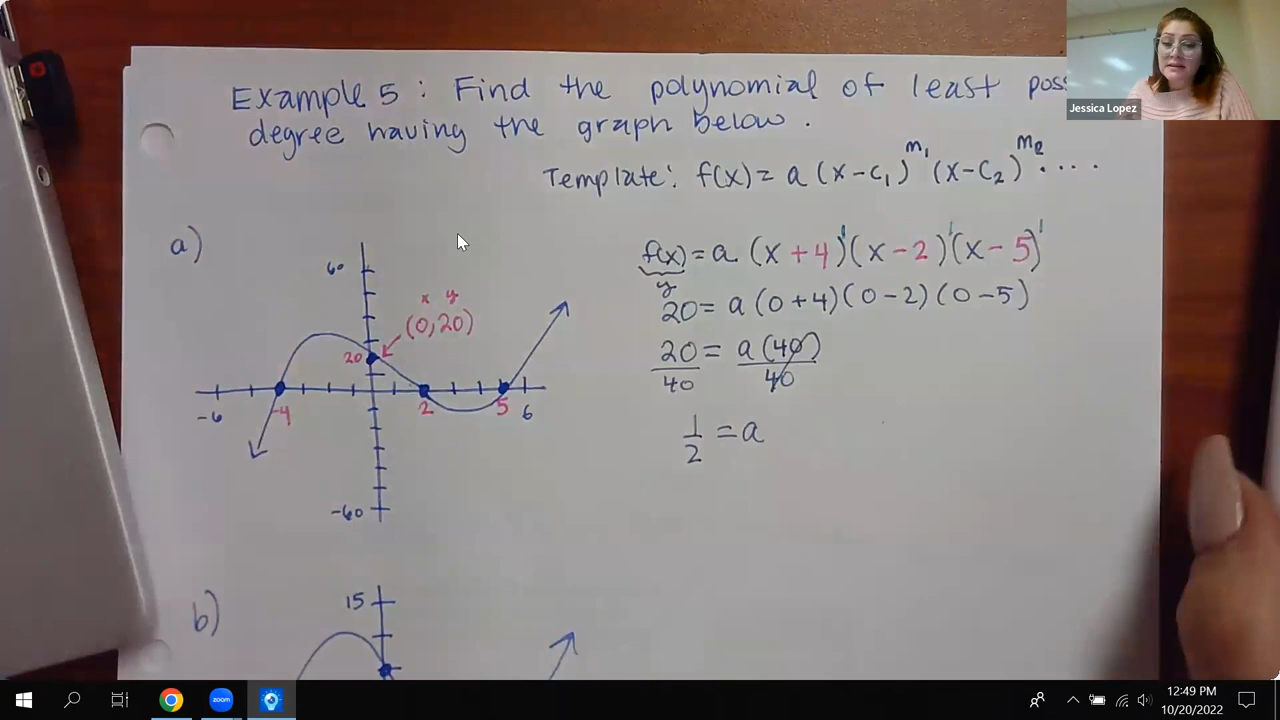 Example 5: Find the polynomial of least
degree having the graph below.
Template: f(x) = a (x-c₁)^m₁ (x-c₂)^m₂ ....
a)
60
x y
(0,20)
20
-6 -4 2 5 6
-60
f(x) = a (x+4)^1 (x-2)^1 (x-5)^1
y
20 = a(0+4)(0-2)(0-5)
20 = a(40)
40 40
1/2 = a
b)
15
Jessica Lopez
zoom
12:49 PM
10/20/2022